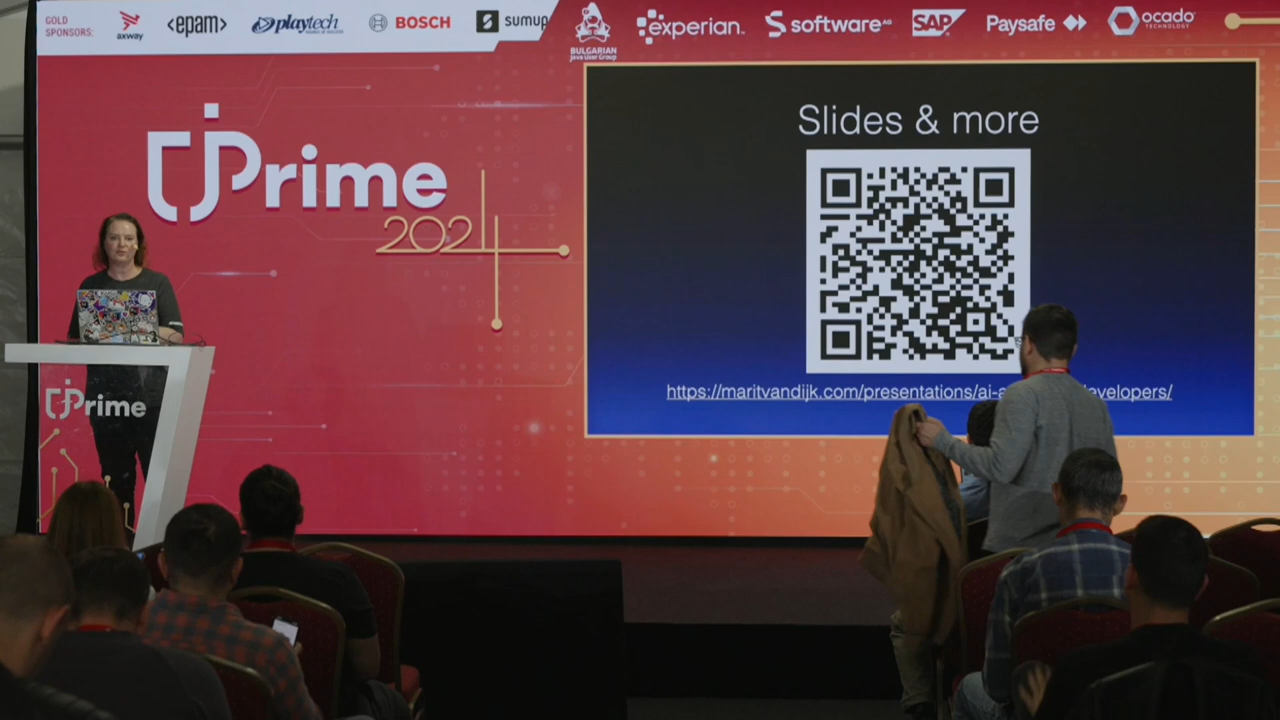 GOLD
SPONSORS:
axway
<epam>
playtech
BOSCH
sumup
BULGARIAN
Java User Group
experian.
software AG
SAP
Paysafe
ocado
TECHNOLOGY
jPrime
2024
Slides & more
https://maritvandijk.com/presentations/ai-a developers/
jPrime